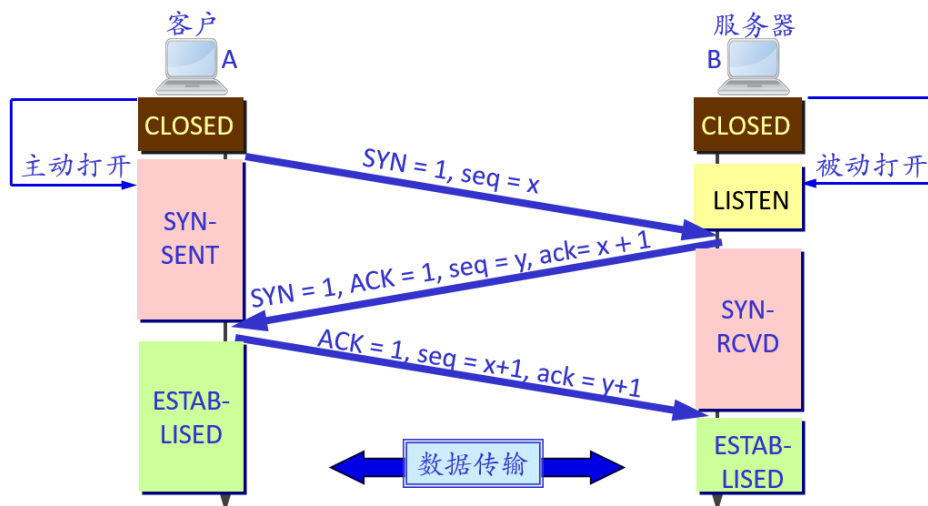 客户
服务器
A
B
CLOSED
CLOSED
主动打开
被动打开
SYN = 1, seq = x
LISTEN
SYN-
SENT
SYN = 1, ACK = 1, seq = y, ack= x + 1
SYN-
RCVD
ACK = 1, seq = x+1, ack = y+1
ESTAB-
LISED
ESTAB-
LISED
数据传输